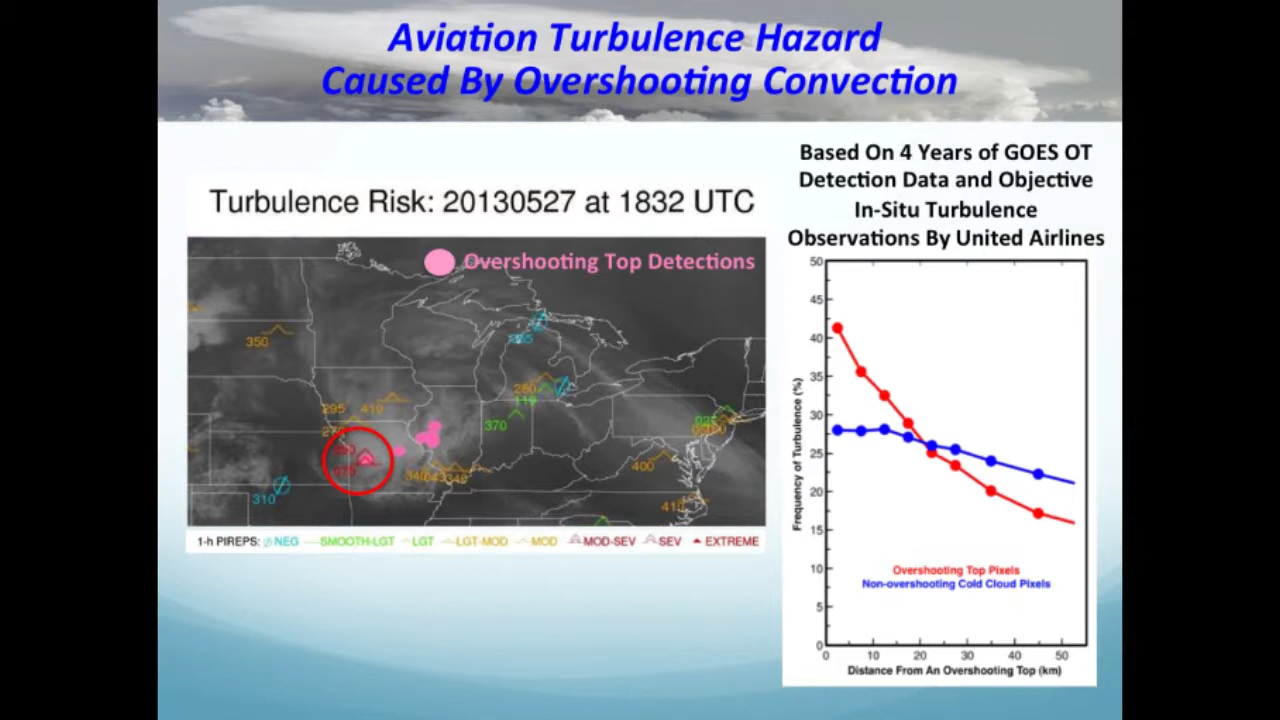 Aviation Turbulence Hazard
Caused By Overshooting Convection
Based On 4 Years of GOES OT
Detection Data and Objective
In-Situ Turbulence
Observations By United Airlines
Turbulence Risk: 20130527 at 1832 UTC
Overshooting Top Detections
350
280
295 410
370
400
310
410
1-h PIREPS: NEG SMOOTH-LGT LGT LGT-MOD MOD MOD-SEV SEV EXTREME
Frequency of Turbulence (%)
50
45
40
35
30
25
20
15
10
5
0
Overshooting Top Pixels
Non-overshooting Cold Cloud Pixels
0 10 20 30 40 50
Distance From An Overshooting Top (km)